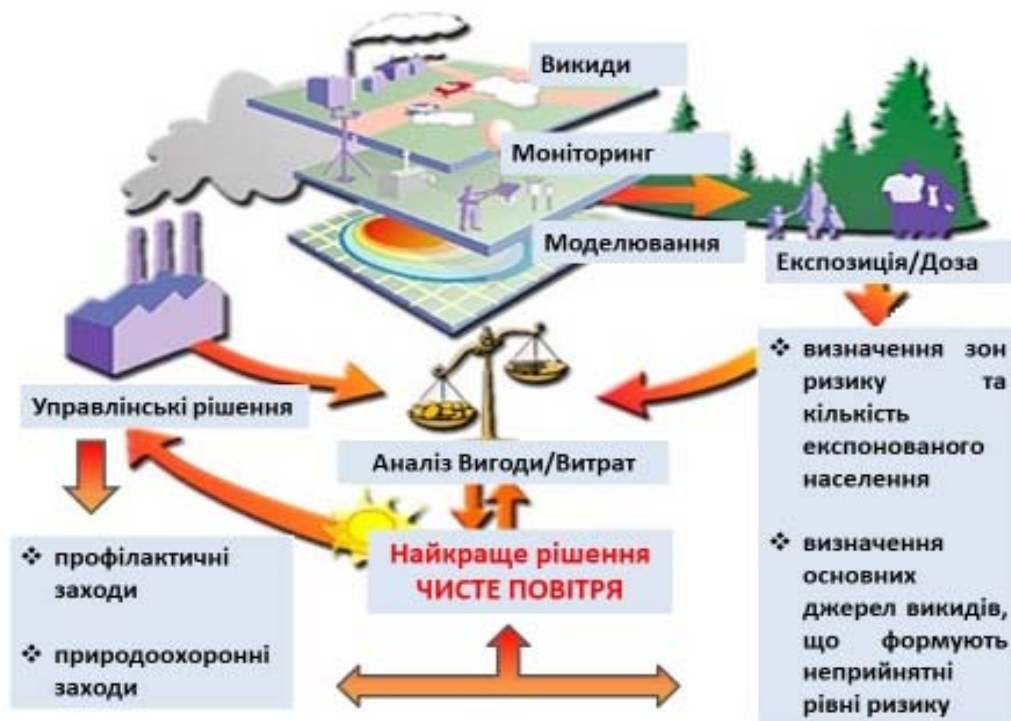 Викиди
Моніторинг
Моделювання
Експозиція/Доза
❖ визначення зон
ризику та
кількість
експонованого
населення
❖ визначення
основних
джерел викидів,
що формують
неприйнятні
рівні ризику
Управлінські рішення
Аналіз Вигоди/Витрат
Найкраще рішення
ЧИСТЕ ПОВІТРЯ
❖ профілактичні
заходи
❖ природоохоронні
заходи